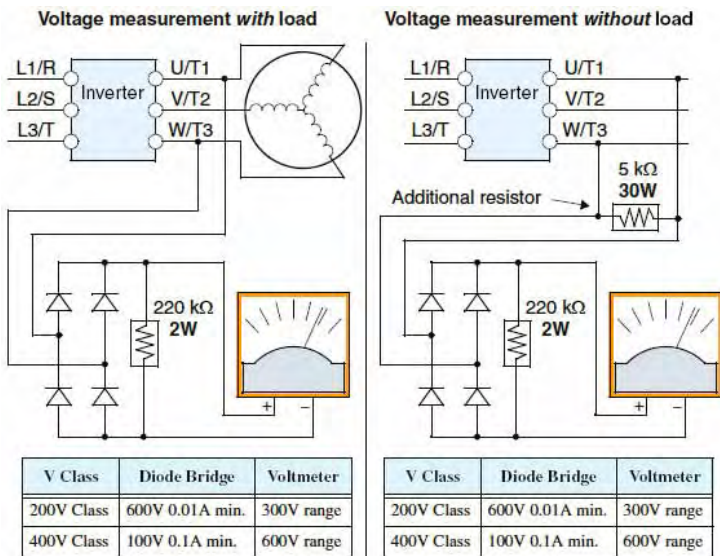 Voltage measurement with load
L1/R
L2/S
L3/T
Inverter
U/T1
V/T2
W/T3
220 kΩ
2W
+
–
V Class Diode Bridge Voltmeter
200V Class 600V 0.01A min. 300V range
400V Class 100V 0.1A min. 600V range
Voltage measurement without load
L1/R
L2/S
L3/T
Inverter
U/T1
V/T2
W/T3
5 kΩ
30W
Additional resistor
220 kΩ
2W
+
–
V Class Diode Bridge Voltmeter
200V Class 600V 0.01A min. 300V range
400V Class 100V 0.1A min. 600V range